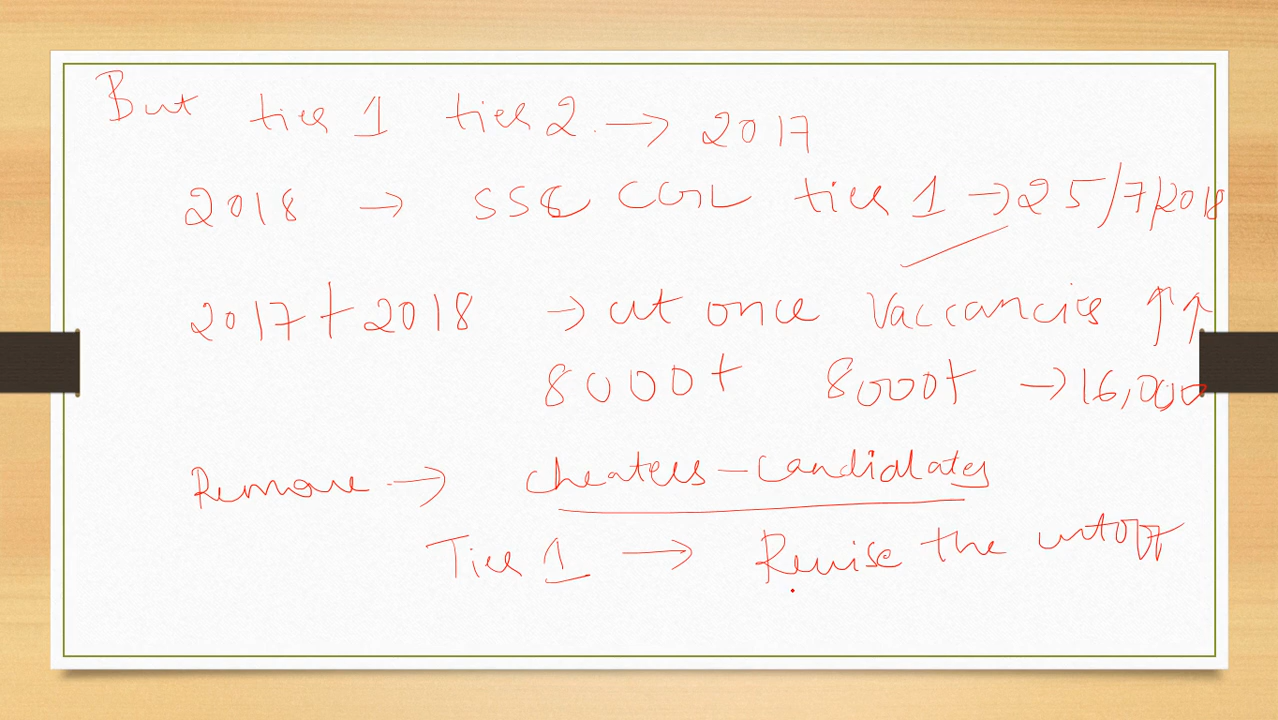 But tier 1 tier 2. → 2017
2018 → SSC CGL tier 1 → 25/7/2018
2017 + 2018 → at once Vaccancies ↑↑
8000+ 8000+ → 16,000
Remove → cheaters - candidates
Tier 1 → Revise the cutoff